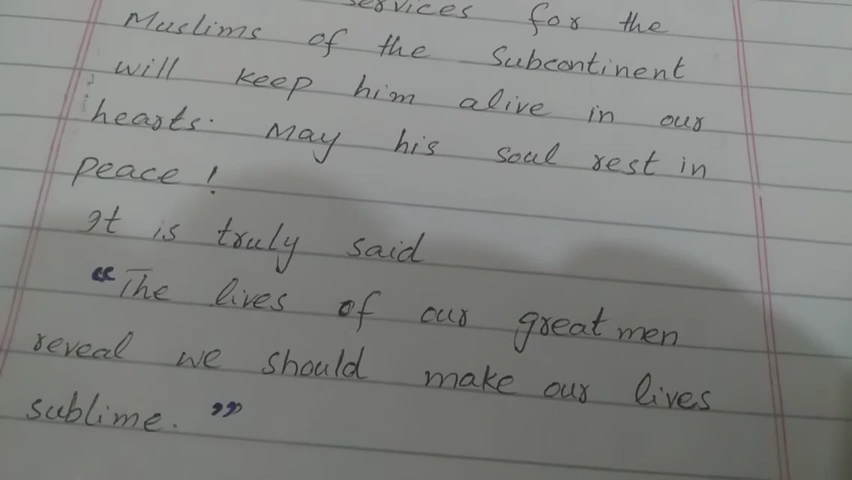 services for the
Muslims of the Subcontinent
will keep him alive in our
hearts. May his soul rest in
peace!
It is truly said
“The lives of our great men
reveal we should make our lives
sublime.”